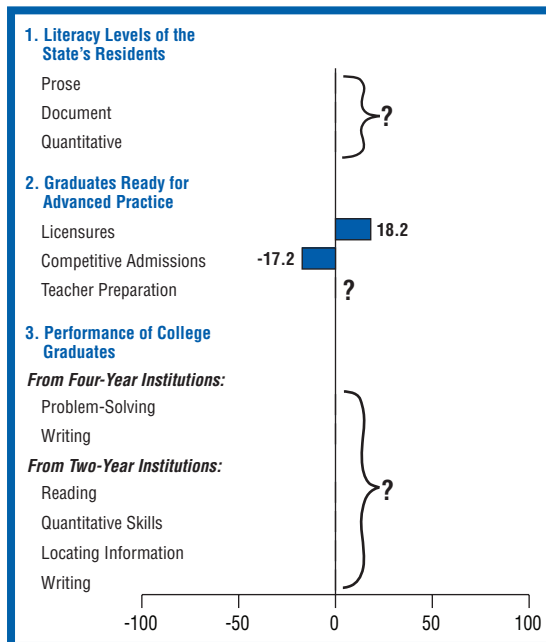 1. Literacy Levels of the
State's Residents
Prose
Document
Quantitative
?
2. Graduates Ready for
Advanced Practice
Licensures
18.2
Competitive Admissions
-17.2
Teacher Preparation
?
3. Performance of College
Graduates
From Four-Year Institutions:
Problem-Solving
Writing
From Two-Year Institutions:
Reading
?
Quantitative Skills
Locating Information
Writing
-100 -50 0 50 100